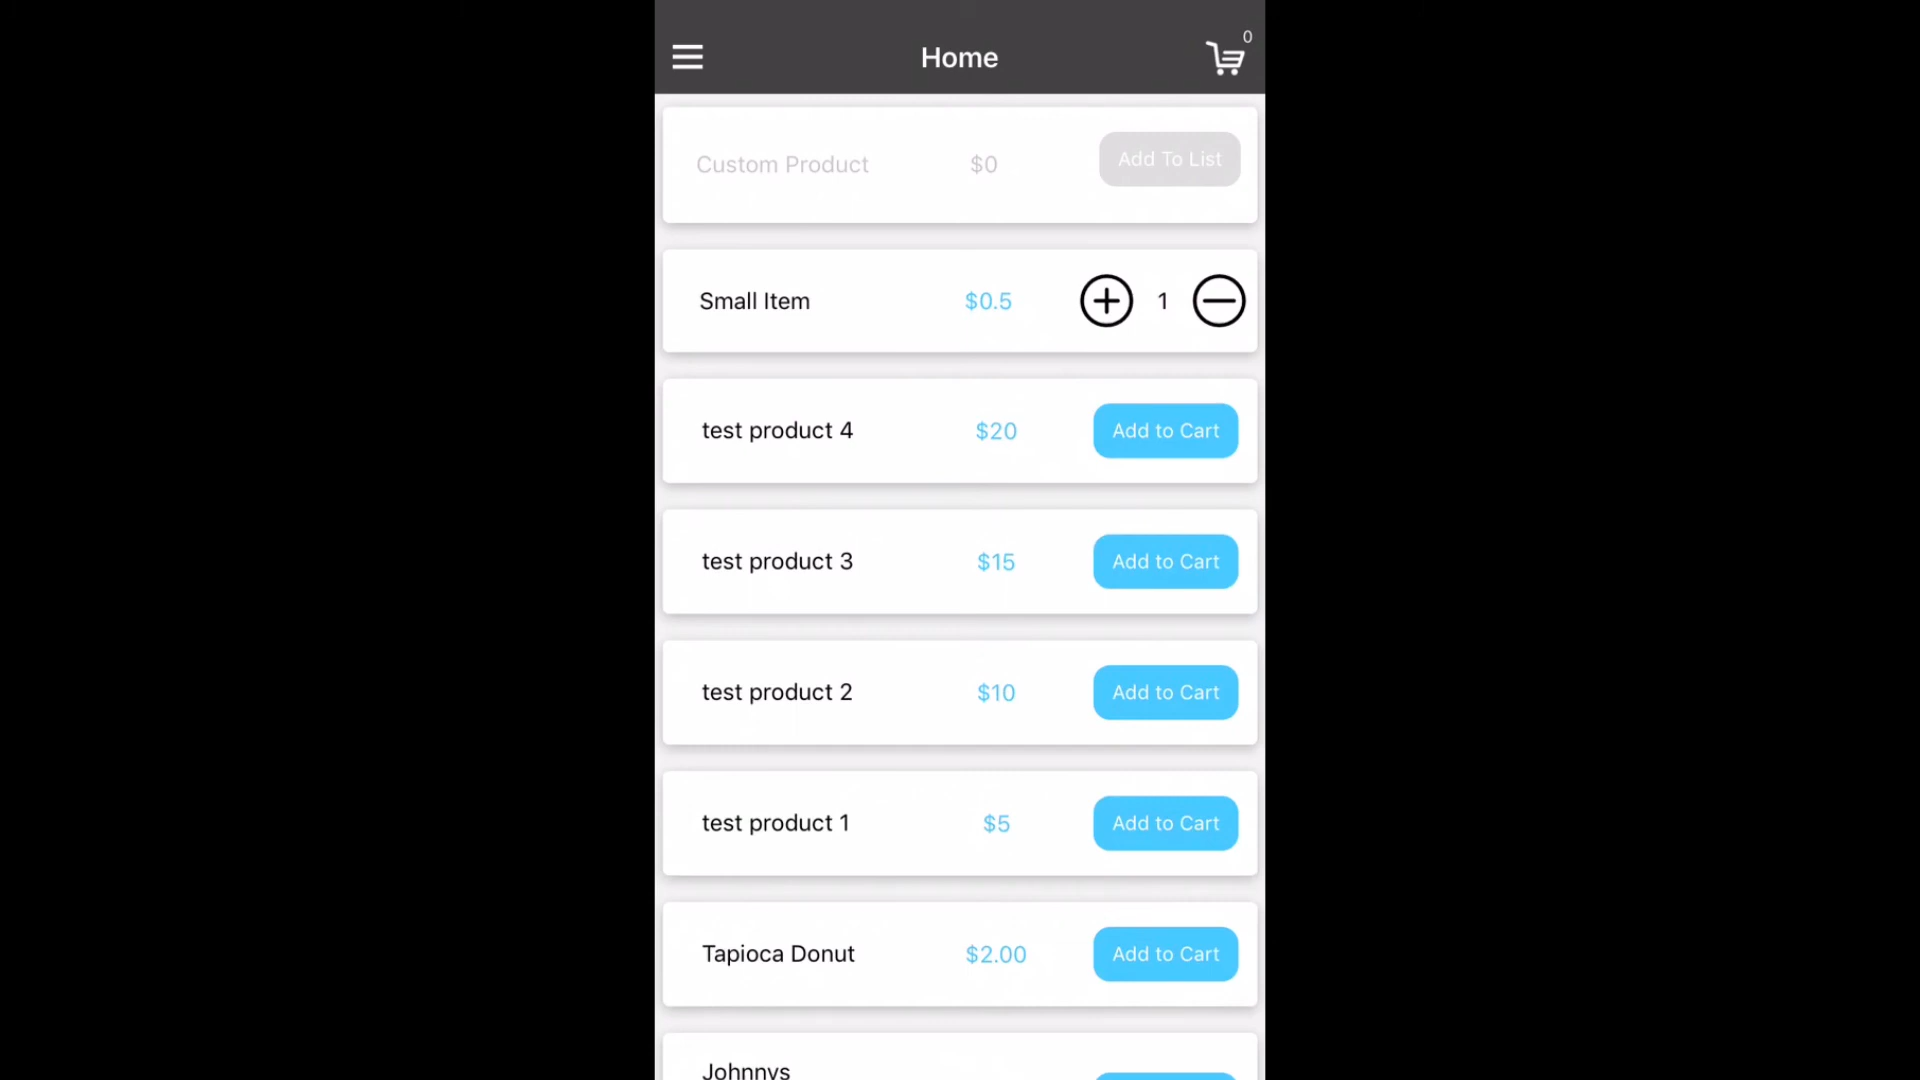 Home
0
Custom Product $0 Add To List
Small Item $0.5 1
test product 4 $20 Add to Cart
test product 3 $15 Add to Cart
test product 2 $10 Add to Cart
test product 1 $5 Add to Cart
Tapioca Donut $2.00 Add to Cart
Johnnys